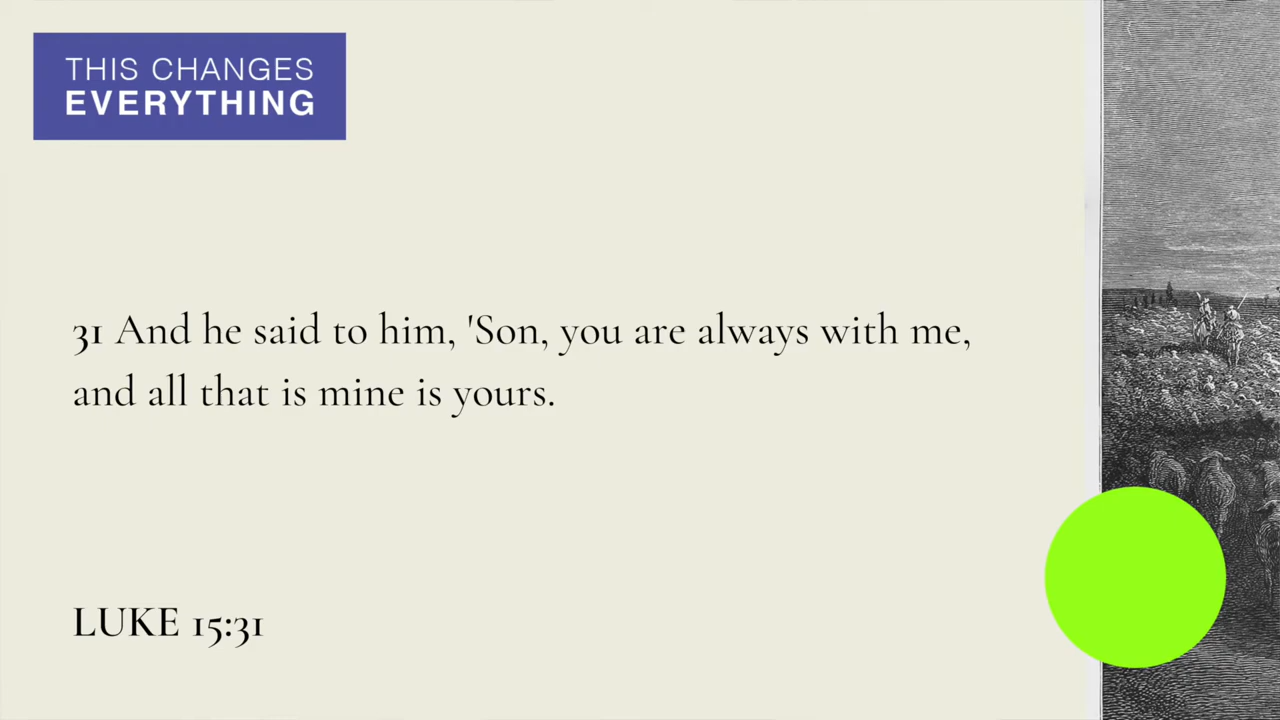 THIS CHANGES
EVERYTHING
31 And he said to him, 'Son, you are always with me,
and all that is mine is yours.
LUKE 15:31